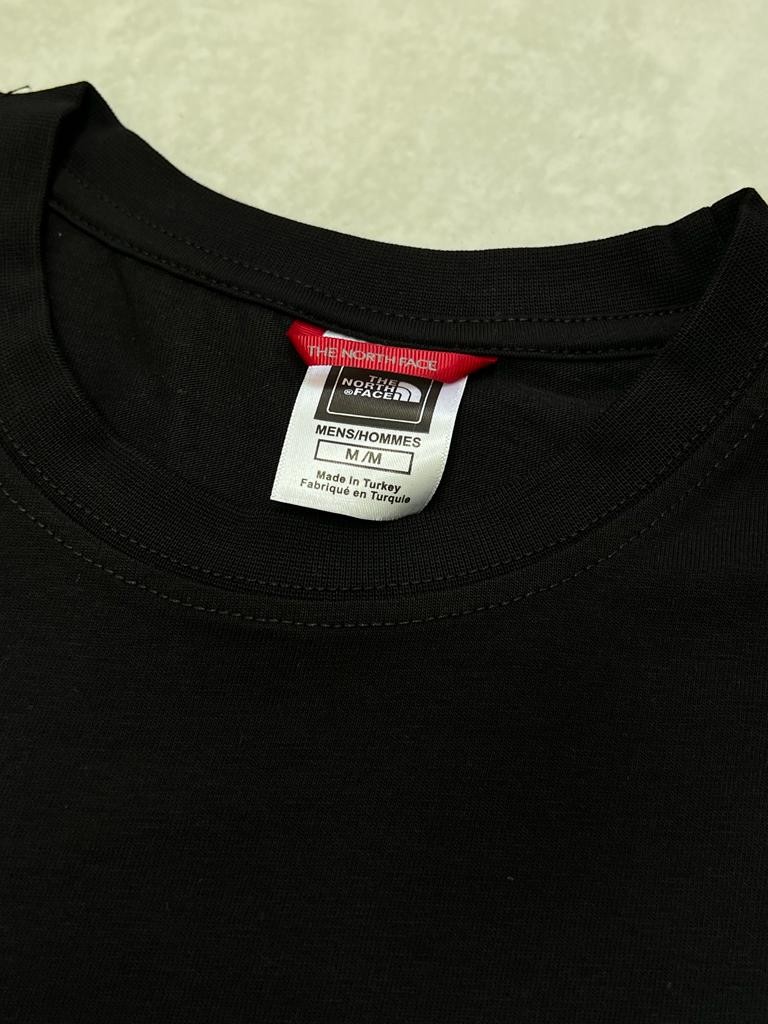 THE NORTH FACE
THE
NORTH
®FACE
MENS/HOMMES
M/M
Made in Turkey
Fabriqué en Turquie